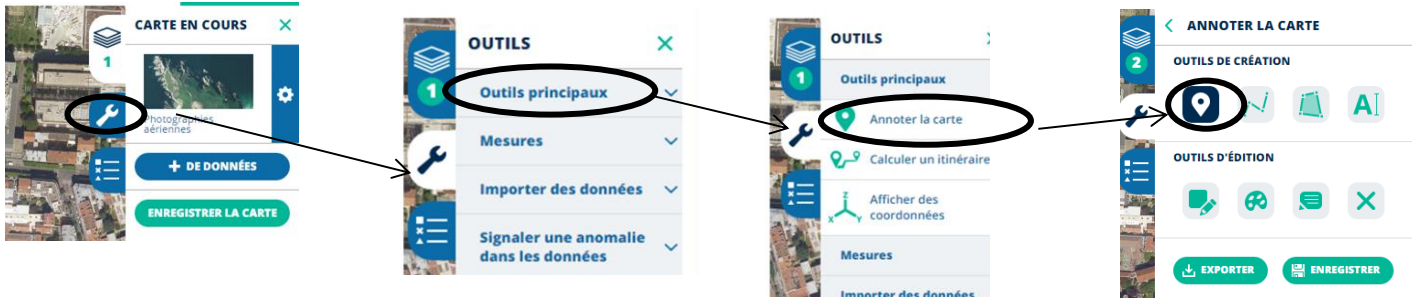 CARTE EN COURS
1
Photographies
aériennes
+ DE DONNÉES
ENREGISTRER LA CARTE
OUTILS
1
Outils principaux
Mesures
Importer des données
Signaler une anomalie
dans les données
OUTILS
1
Outils principaux
Annoter la carte
Calculer un itinéraire
Z
X
Y
Afficher des
coordonnées
Mesures
Importer des données
ANNOTER LA CARTE
2
OUTILS DE CRÉATION
A
OUTILS D'ÉDITION
EXPORTER
ENREGISTRER